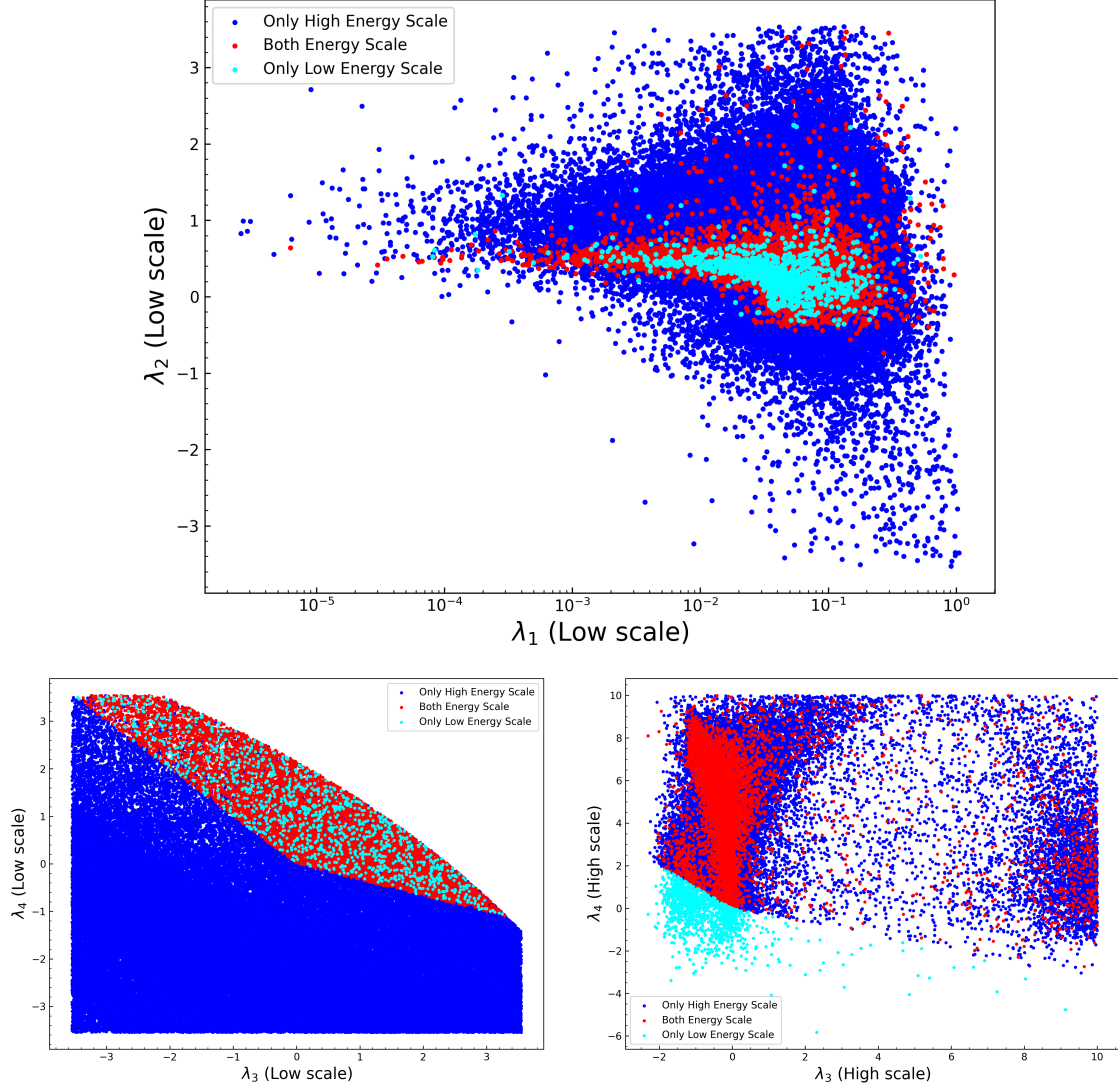 Only High Energy Scale
Both Energy Scale
Only Low Energy Scale
3
2
1
0
−1
−2
−3
λ₂ (Low scale)
10⁻⁵ 10⁻⁴ 10⁻³ 10⁻² 10⁻¹ 10⁰
λ₁ (Low scale)
Only High Energy Scale
Both Energy Scale
Only Low Energy Scale
3
2
1
0
−1
−2
−3
λ₄ (Low scale)
−3 −2 −1 0 1 2 3
λ₃ (Low scale)
10
8
6
4
2
0
−2
−4
−6
λ₄ (High scale)
Only High Energy Scale
Both Energy Scale
Only Low Energy Scale
−2 0 2 4 6 8 10
λ₃ (High scale)